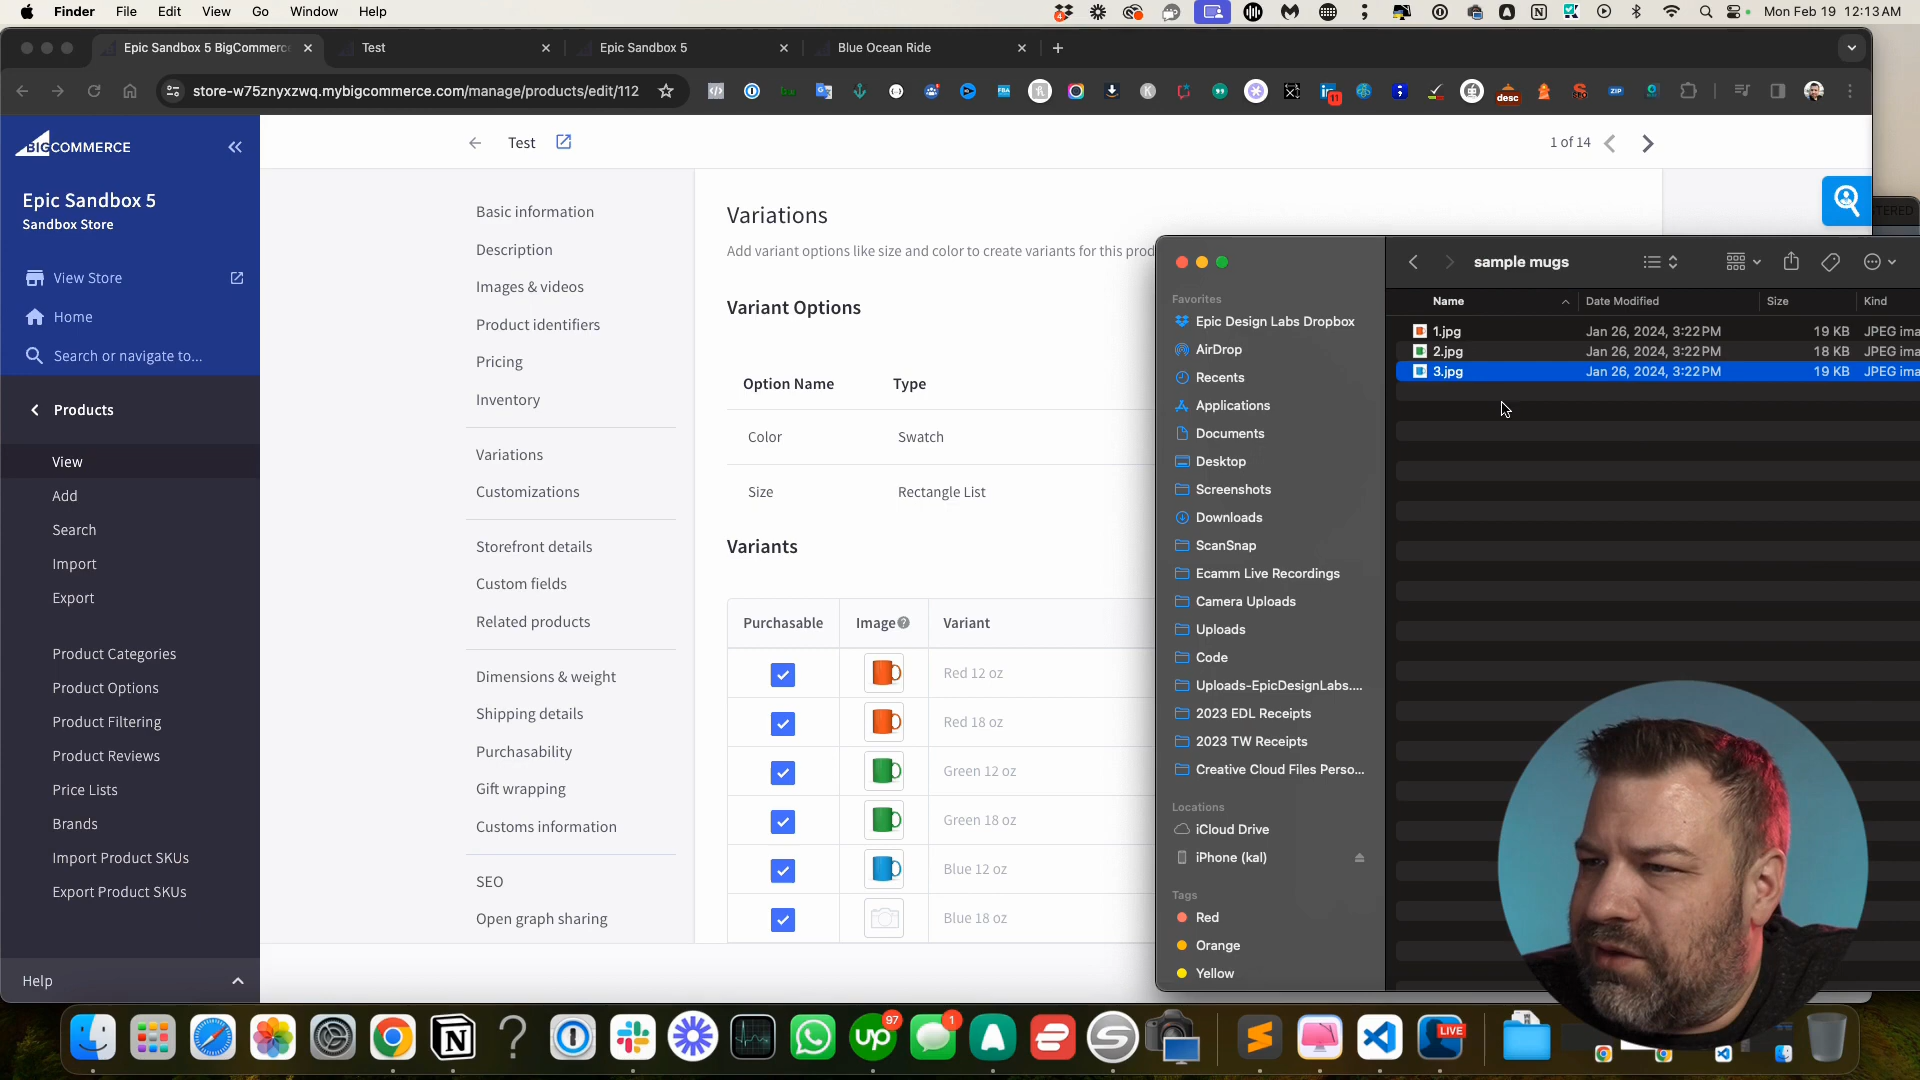 Finder File Edit View Go Window Help
4
Mon Feb 19 12:13 AM
Epic Sandbox 5 BigCommerc
Test
Epic Sandbox 5
Blue Ocean Ride
store-w75znyxzwq.mybigcommerce.com/manage/products/edit/112
FBA
11
desc
ZIP
BIGCOMMERCE
Epic Sandbox 5
Sandbox Store
View Store
Home
Search or navigate to...
Products
View
Add
Search
Import
Export
Product Categories
Product Options
Product Filtering
Product Reviews
Price Lists
Brands
Import Product SKUs
Export Product SKUs
Help
Test
1 of 14
Basic information
Description
Images & videos
Product identifiers
Pricing
Inventory
Variations
Customizations
Storefront details
Custom fields
Related products
Dimensions & weight
Shipping details
Purchasability
Gift wrapping
Customs information
SEO
Open graph sharing
Variations
Add variant options like size and color to create variants for this prod
Variant Options
Option Name Type
Color Swatch
Size Rectangle List
Variants
Purchasable Image Variant
Red 12 oz
Red 18 oz
Green 12 oz
Green 18 oz
Blue 12 oz
Blue 18 oz
TERED
sample mugs
Favorites
Epic Design Labs Dropbox
AirDrop
Recents
Applications
Documents
Desktop
Screenshots
Downloads
ScanSnap
Ecamm Live Recordings
Camera Uploads
Uploads
Code
Uploads-EpicDesignLabs....
2023 EDL Receipts
2023 TW Receipts
Creative Cloud Files Perso...
Locations
iCloud Drive
iPhone (kal)
Tags
Red
Orange
Yellow
Name Date Modified Size Kind
1.jpg Jan 26, 2024, 3:22 PM 19 KB JPEG ima
2.jpg Jan 26, 2024, 3:22 PM 18 KB JPEG ima
3.jpg Jan 26, 2024, 3:22 PM 19 KB JPEG ima
up
97
1
LIVE